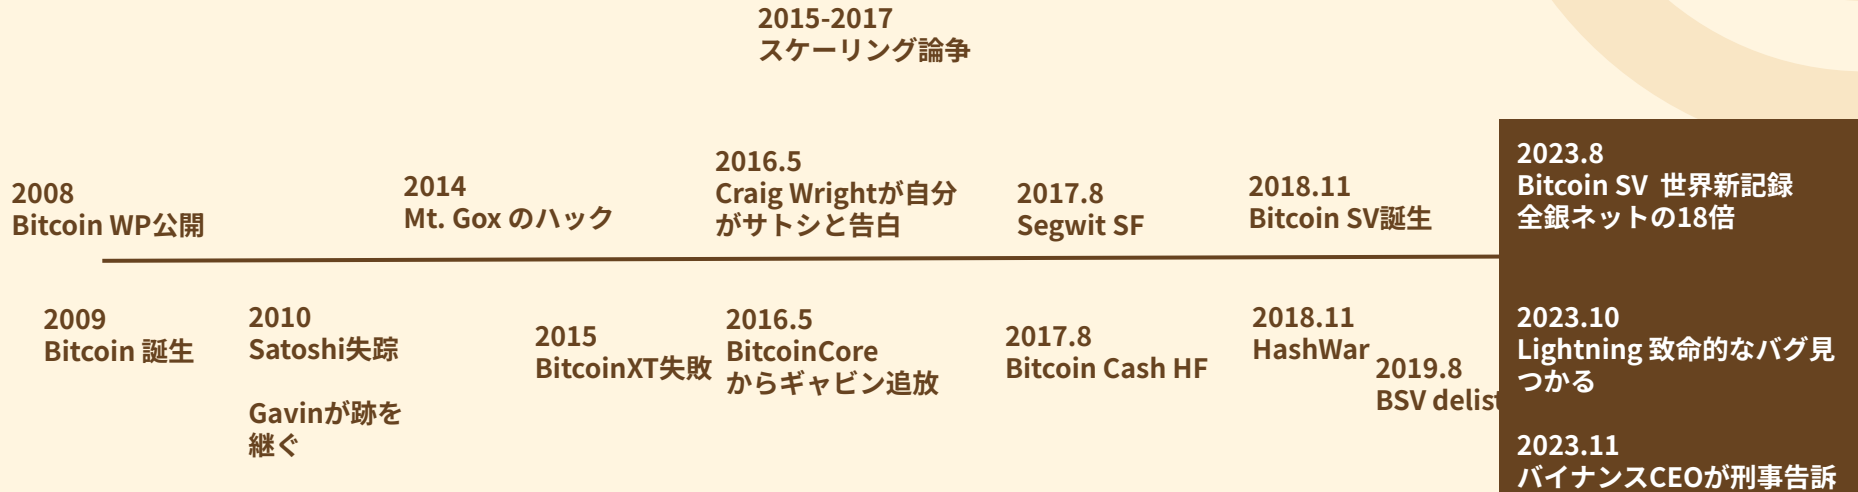 2015-2017
スケーリング論争
2008
Bitcoin WP公開
2014
Mt. Gox のハック
2016.5
Craig Wrightが自分
がサトシと告白
2017.8
Segwit SF
2018.11
Bitcoin SV誕生
2023.8
Bitcoin SV 世界新記録
全銀ネットの18倍
2009
Bitcoin 誕生
2010
Satoshi失踪
Gavinが跡を
継ぐ
2015
BitcoinXT失敗
2016.5
BitcoinCore
からギャビン追放
2017.8
Bitcoin Cash HF
2018.11
HashWar
2019.8
BSV delist
2023.10
Lightning 致命的なバグ見
つかる
2023.11
バイナンスCEOが刑事告訴